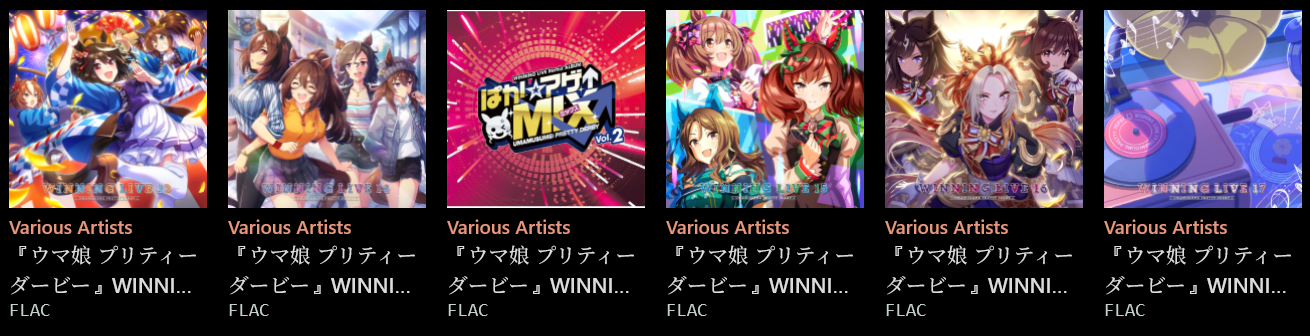 WINNING LIVE
WINNING LIVE
WINNING LIVE REMIX ALBUM
ぱか!☆アゲ↑
MIX
UMAMUSUME PRETTY DERBY
Vol.2
WINNING LIVE 15
WINNING LIVE 16
WINNING LIVE 17
Various Artists
『ウマ娘 プリティー
ダービー』WINNI...
FLAC
Various Artists
『ウマ娘 プリティー
ダービー』WINNI...
FLAC
Various Artists
『ウマ娘 プリティー
ダービー』WINNI...
FLAC
Various Artists
『ウマ娘 プリティー
ダービー』WINNI...
FLAC
Various Artists
『ウマ娘 プリティー
ダービー』WINNI...
FLAC
Various Artists
『ウマ娘 プリティー
ダービー』WINNI...
FLAC